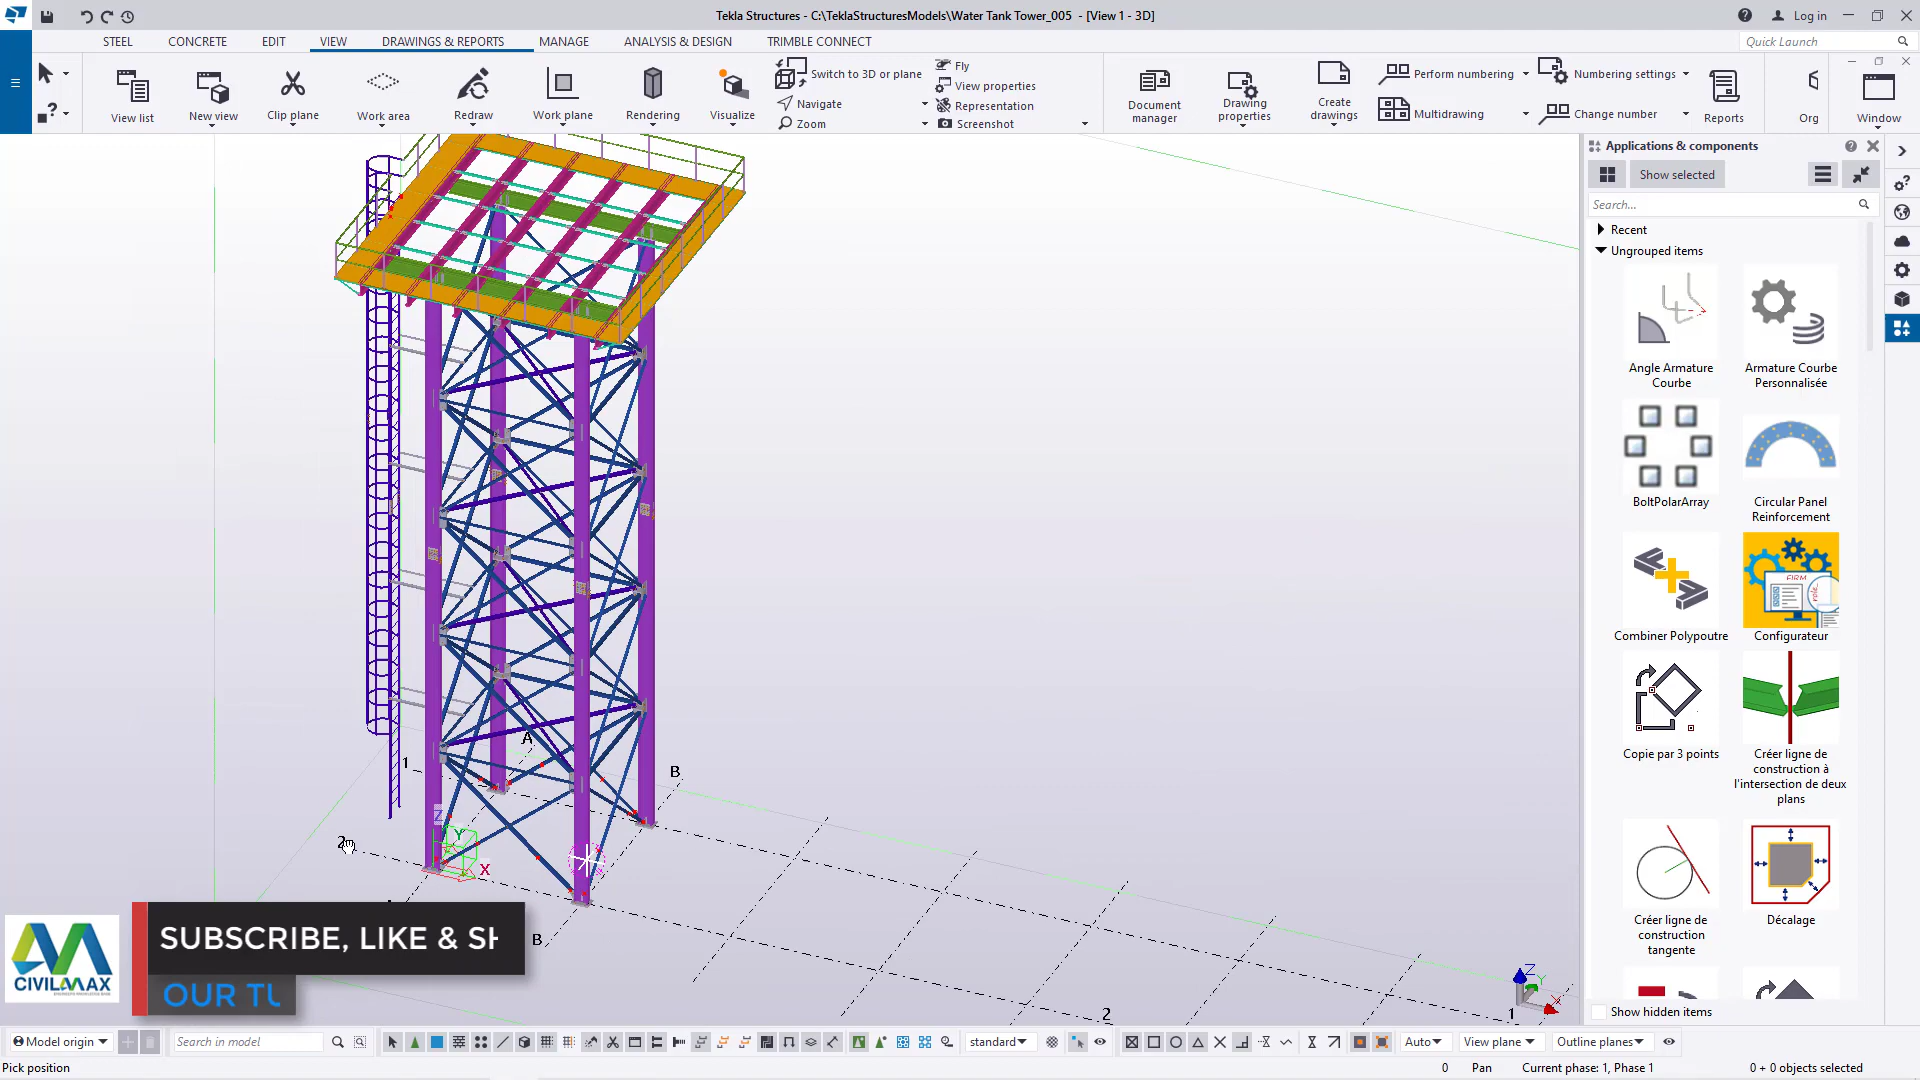 Tekla Structures - C:\TeklaStructuresModels\Water Tank Tower_005 - [View 1 - 3D]
Log in
STEEL CONCRETE EDIT VIEW DRAWINGS & REPORTS MANAGE ANALYSIS & DESIGN TRIMBLE CONNECT
Quick Launch
View list
New view
Clip plane
Work area
Redraw
Work plane
Rendering
Visualize
Switch to 3D or plane
Navigate
Zoom
Fly
View properties
Representation
Screenshot
Document manager
Drawing properties
Create drawings
Perform numbering
Multidrawing
Numbering settings
Change number
Reports
Org
Window
Applications & components
Show selected
Search...
Recent
Ungrouped items
Angle Armature Courbe
Armature Courbe Personnalisée
BoltPolarArray
Circular Panel Reinforcement
FIRM
Combiner Polypoutre
Configurateur
Copie par 3 points
Créer ligne de construction à l'intersection de deux plans
Créer ligne de construction tangente
Décalage
Show hidden items
A
1
B
2
Z
Y
X
B
2
1
Z
Y
X
CIVILMAX
SUBSCRIBE, LIKE & SH
OUR TU
Model origin
Search in model
standard
Auto
View plane
Outline planes
Pick position
0
Pan
Current phase: 1, Phase 1
0 + 0 objects selected